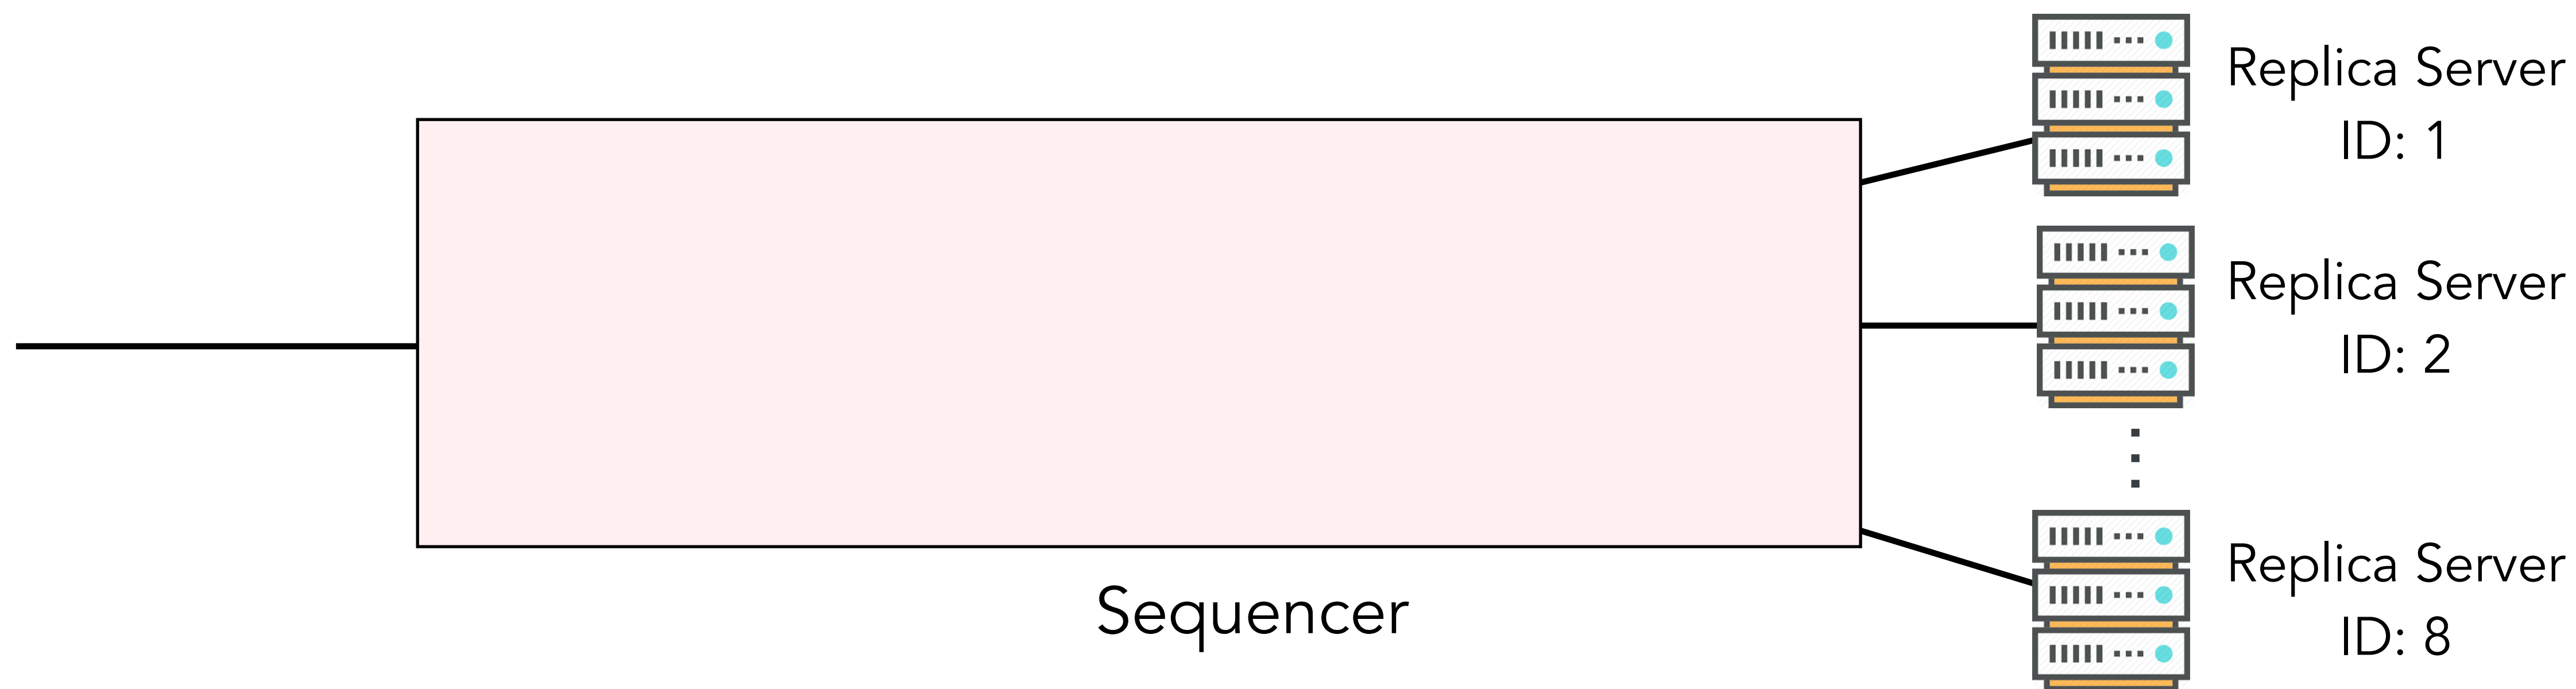 Replica Server
ID: 1
Replica Server
ID: 2
Replica Server
ID: 8
Sequencer